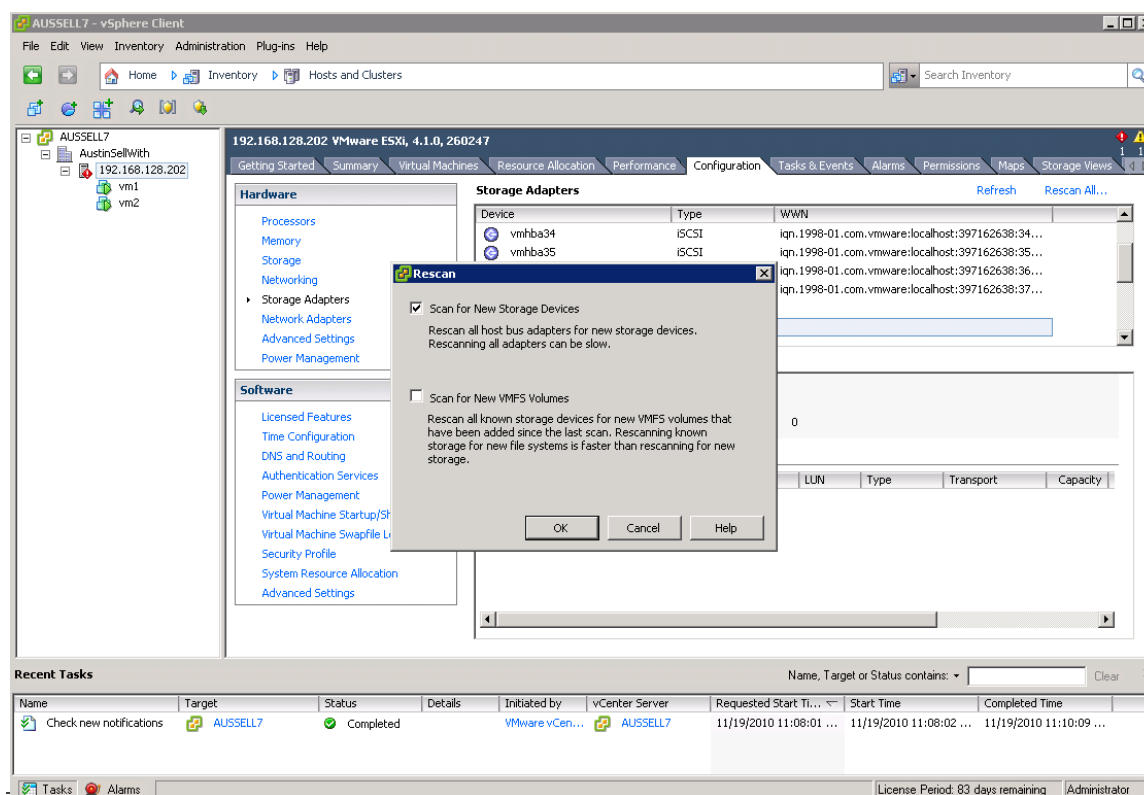 AUSSELL7 - vSphere Client
File Edit View Inventory Administration Plug-ins Help
Home Inventory Hosts and Clusters
Search Inventory
AUSSELL7
AustinSellWith
192.168.128.202
vm1
vm2
192.168.128.202 VMware ESXi, 4.1.0, 260247
1
Getting Started Summary Virtual Machines Resource Allocation Performance Configuration Tasks & Events Alarms Permissions Maps Storage Views
Hardware
Processors
Memory
Storage
Networking
Storage Adapters
Network Adapters
Advanced Settings
Power Management
Software
Licensed Features
Time Configuration
DNS and Routing
Authentication Services
Power Management
Virtual Machine Startup/Sh
Virtual Machine Swapfile L
Security Profile
System Resource Allocation
Advanced Settings
Storage Adapters
Refresh Rescan All...
Device Type WWN
vmhba34 iSCSI iqn.1998-01.com.vmware:localhost:397162638:34...
vmhba35 iSCSI iqn.1998-01.com.vmware:localhost:397162638:35...
iqn.1998-01.com.vmware:localhost:397162638:36...
iqn.1998-01.com.vmware:localhost:397162638:37...
0
LUN Type Transport Capacity
Rescan
Scan for New Storage Devices
Rescan all host bus adapters for new storage devices.
Rescanning all adapters can be slow.
Scan for New VMFS Volumes
Rescan all known storage devices for new VMFS volumes that
have been added since the last scan. Rescanning known
storage for new file systems is faster than rescanning for new
storage.
OK Cancel Help
Recent Tasks
Name, Target or Status contains: Clear
Name Target Status Details Initiated by vCenter Server Requested Start Ti... Start Time Completed Time
Check new notifications AUSSELL7 Completed VMware vCen... AUSSELL7 11/19/2010 11:08:01 ... 11/19/2010 11:08:02 ... 11/19/2010 11:10:09 ...
Tasks Alarms
License Period: 83 days remaining Administrator